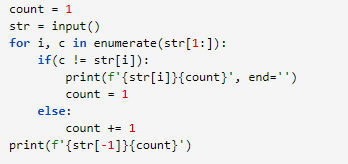 count = 1
str = input()
for i, c in enumerate(str[1:]):
    if(c != str[i]):
        print(f'{str[i]}{count}', end='')
        count = 1
    else:
        count += 1
print(f'{str[-1]}{count}')